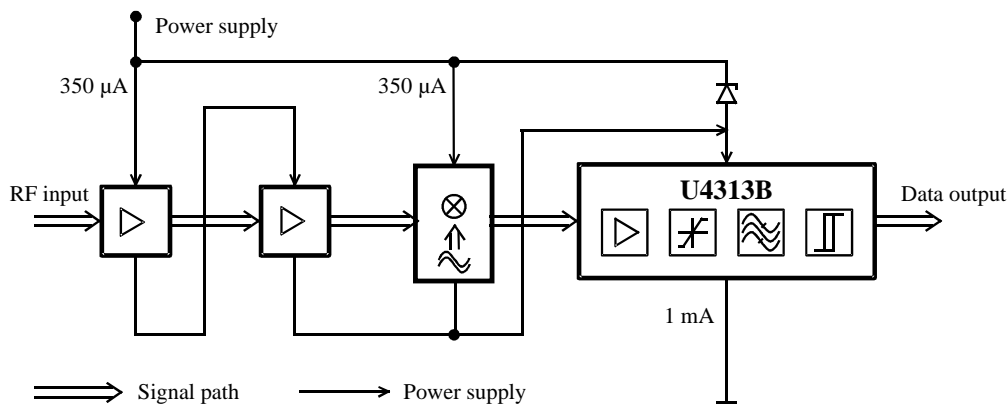 Power supply
350 µA
350 µA
RF input
U4313B
Data output
1 mA
Signal path
Power supply